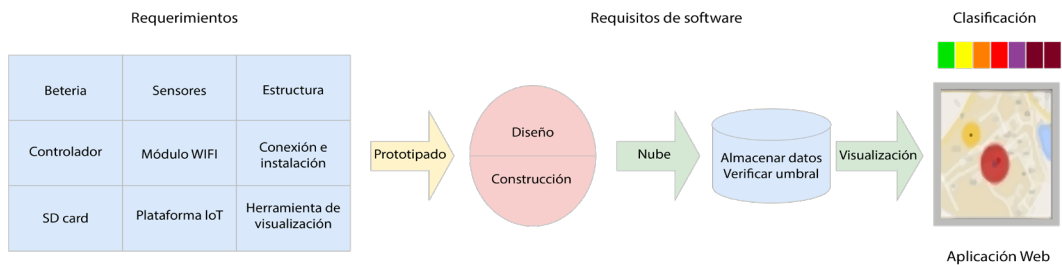 Requerimientos
Requisitos de software
Clasificación
Beteria
Sensores
Estructura
Controlador
Módulo WIFI
Conexión e
instalación
SD card
Plataforma IoT
Herramienta de
visualización
Prototipado
Diseño
Construcción
Nube
Almacenar datos
Verificar umbral
Visualización
Aplicación Web